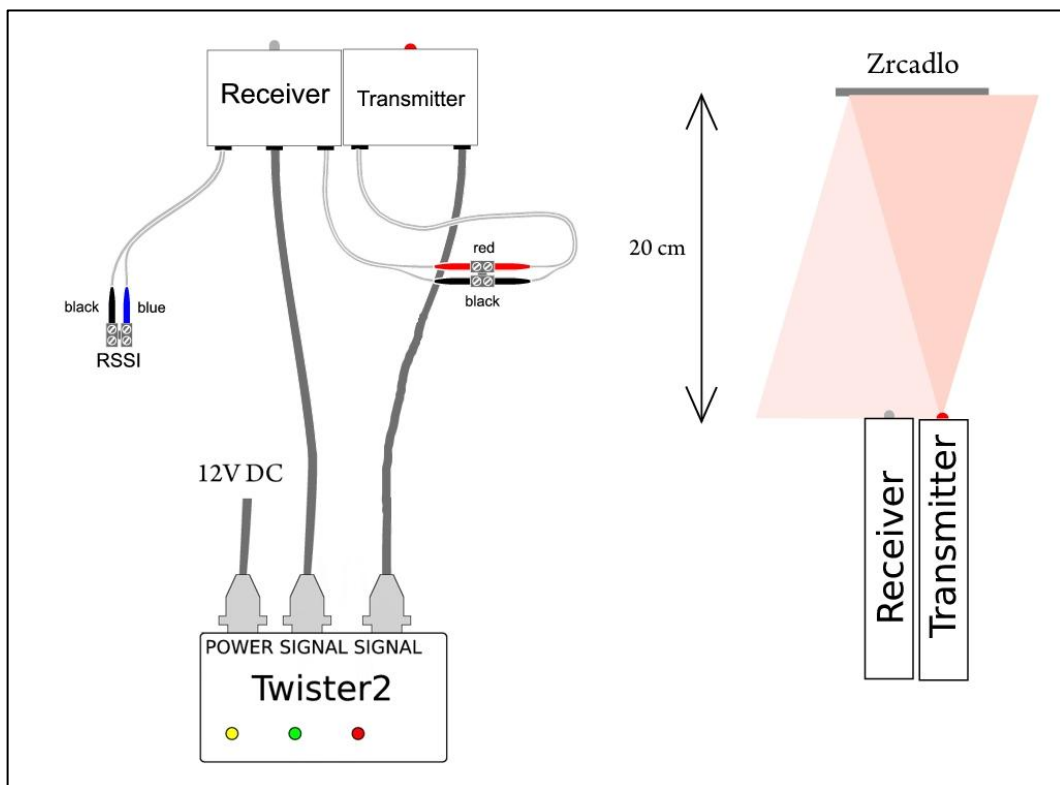 Receiver
Transmitter
red
black
black
blue
RSSI
12V DC
POWER SIGNAL SIGNAL
Twister2
Zrcadlo
20 cm
Receiver
Transmitter